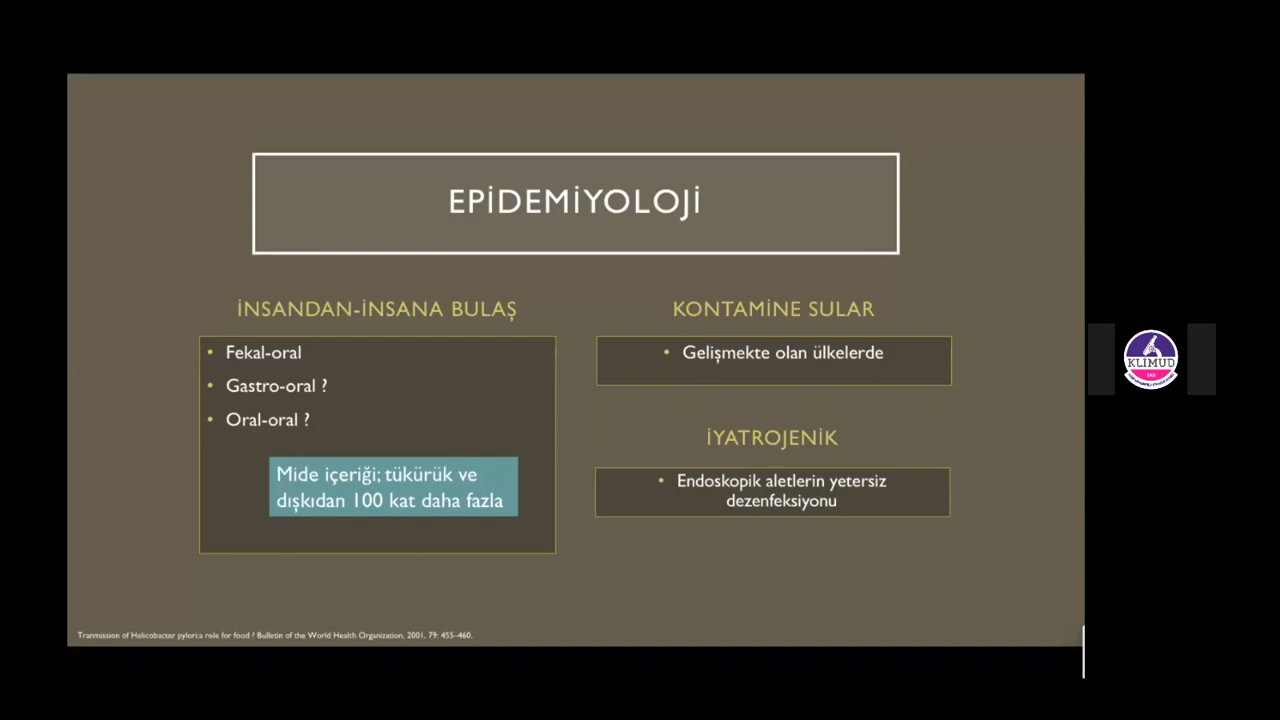 EPİDEMİYOLOJİ
İNSANDAN-İNSANA BULAŞ
• Fekal-oral
• Gastro-oral ?
• Oral-oral ?
Mide içeriği; tükürük ve
dışkıdan 100 kat daha fazla
KONTAMİNE SULAR
• Gelişmekte olan ülkelerde
İYATROJENİK
• Endoskopik aletlerin yetersiz
dezenfeksiyonu
Tranmission of Helicobacter pylori:a role for food ? Bulletin of the World Health Organization, 2001, 79: 455–460.
KLIMUD